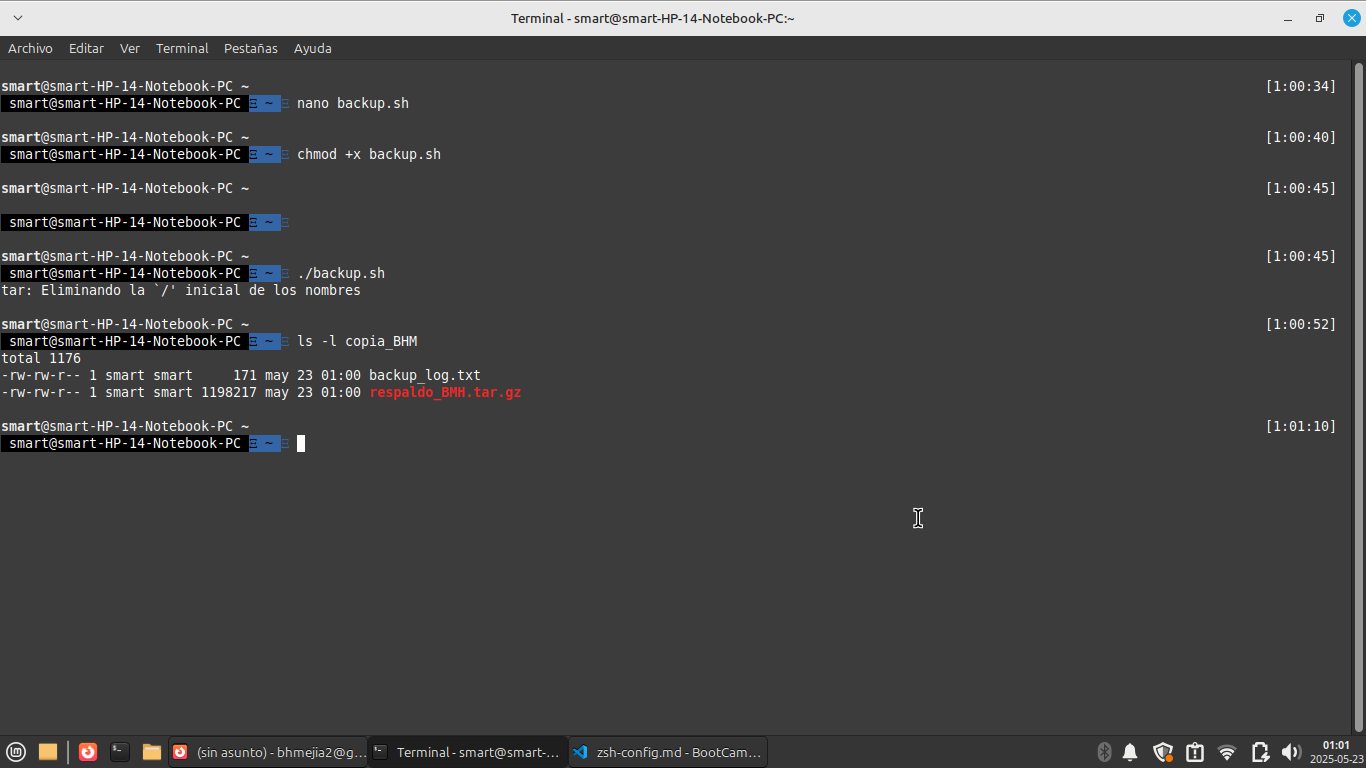 Terminal - smart@smart-HP-14-Notebook-PC:~
Archivo Editar Ver Terminal Pestañas Ayuda
smart@smart-HP-14-Notebook-PC ~ [1:00:34]
smart@smart-HP-14-Notebook-PC ~ nano backup.sh
smart@smart-HP-14-Notebook-PC ~ [1:00:40]
smart@smart-HP-14-Notebook-PC ~ chmod +x backup.sh
smart@smart-HP-14-Notebook-PC ~ [1:00:45]
smart@smart-HP-14-Notebook-PC ~
smart@smart-HP-14-Notebook-PC ~ [1:00:45]
smart@smart-HP-14-Notebook-PC ~ ./backup.sh
tar: Eliminando la `/' inicial de los nombres
smart@smart-HP-14-Notebook-PC ~ [1:00:52]
smart@smart-HP-14-Notebook-PC ~ ls -l copia_BHM
total 1176
-rw-rw-r-- 1 smart smart     171 may 23 01:00 backup_log.txt
-rw-rw-r-- 1 smart smart 1198217 may 23 01:00 respaldo_BMH.tar.gz
smart@smart-HP-14-Notebook-PC ~ [1:01:10]
smart@smart-HP-14-Notebook-PC ~
(sin asunto) - bhmejia2@g... Terminal - smart@smart-... zsh-config.md - BootCam... 01:01
2025-05-23